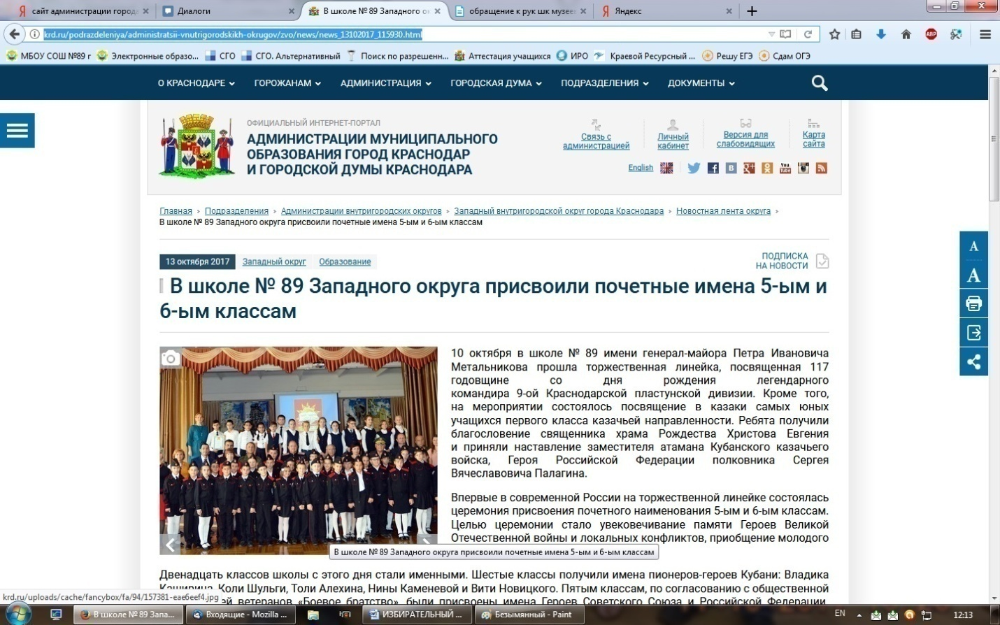 сайт администрации города
Диалоги
В школе № 89 Западного о
обращение к рук шк музее
Яндекс
krd.ru/podrazdeleniya/administratsii-vnutrigorodskikh-okrugov/zvo/news/news_13102017_115930.html
МБОУ СОШ №89 г
Электронные образо...
СГО
СГО. Альтернативный
Поиск по разрешенн...
Аттестация учащихся
ИРО
Краевой Ресурсный ...
Решу ЕГЭ
Сдам ОГЭ
О КРАСНОДАРЕ
ГОРОЖАНАМ
АДМИНИСТРАЦИЯ
ГОРОДСКАЯ ДУМА
ПОДРАЗДЕЛЕНИЯ
ДОКУМЕНТЫ
ОФИЦИАЛЬНЫЙ ИНТЕРНЕТ-ПОРТАЛ
АДМИНИСТРАЦИИ МУНИЦИПАЛЬНОГО
ОБРАЗОВАНИЯ ГОРОД КРАСНОДАР
И ГОРОДСКОЙ ДУМЫ КРАСНОДАРА
Связь с
администрацией
Личный
кабинет
Версия для
слабовидящих
Карта
сайта
English
Главная › Подразделения › Администрации внутригородских округов › Западный внутригородской округ города Краснодара › Новостная лента округа ›
В школе № 89 Западного округа присвоили почетные имена 5-ым и 6-ым классам
13 октября 2017 Западный округ Образование
ПОДПИСКА
НА НОВОСТИ
A
A
В школе № 89 Западного округа присвоили почетные имена 5-ым и
6-ым классам
10 октября в школе № 89 имени генерал-майора Петра Ивановича
Метальникова прошла торжественная линейка, посвященная 117
годовщине со дня рождения легендарного
командира 9-ой Краснодарской пластунской дивизии. Кроме того,
на мероприятии состоялось посвящение в казаки самых юных
учащихся первого класса казачьей направленности. Ребята получили
благословение священника храма Рождества Христова Евгения
и приняли наставление заместителя атамана Кубанского казачьего
войска, Героя Российской Федерации полковника Сергея
Вячеславовича Палагина.
Впервые в современной России на торжественной линейке состоялась
церемония присвоения почетного наименования 5-ым и 6-ым классам.
Целью церемонии стало увековечивание памяти Героев Великой
Отечественной войны и локальных конфликтов, приобщение молодого
В школе № 89 Западного округа присвоили почетные имена 5-ым и 6-ым классам
Двенадцать классов школы с этого дня стали именными. Шестые классы получили имена пионеров-героев Кубани: Владика
Каширина, Коли Шульги, Толи Алехина, Нины Каменевой и Вити Новицкого. Пятым классам, по согласованию с общественной
ветеранов «Боевое братство», были присвоены имена Героев Советского Союза и Российской Федерации
krd.ru/uploads/cache/fancybox/fa/94/157381-eae6eef4.jpg
В школе № 89 Запа...
Входящие - Mozilla ...
ИЗБИРАТЕЛЬНЫЙ ...
Безымянный - Paint
EN
12:13